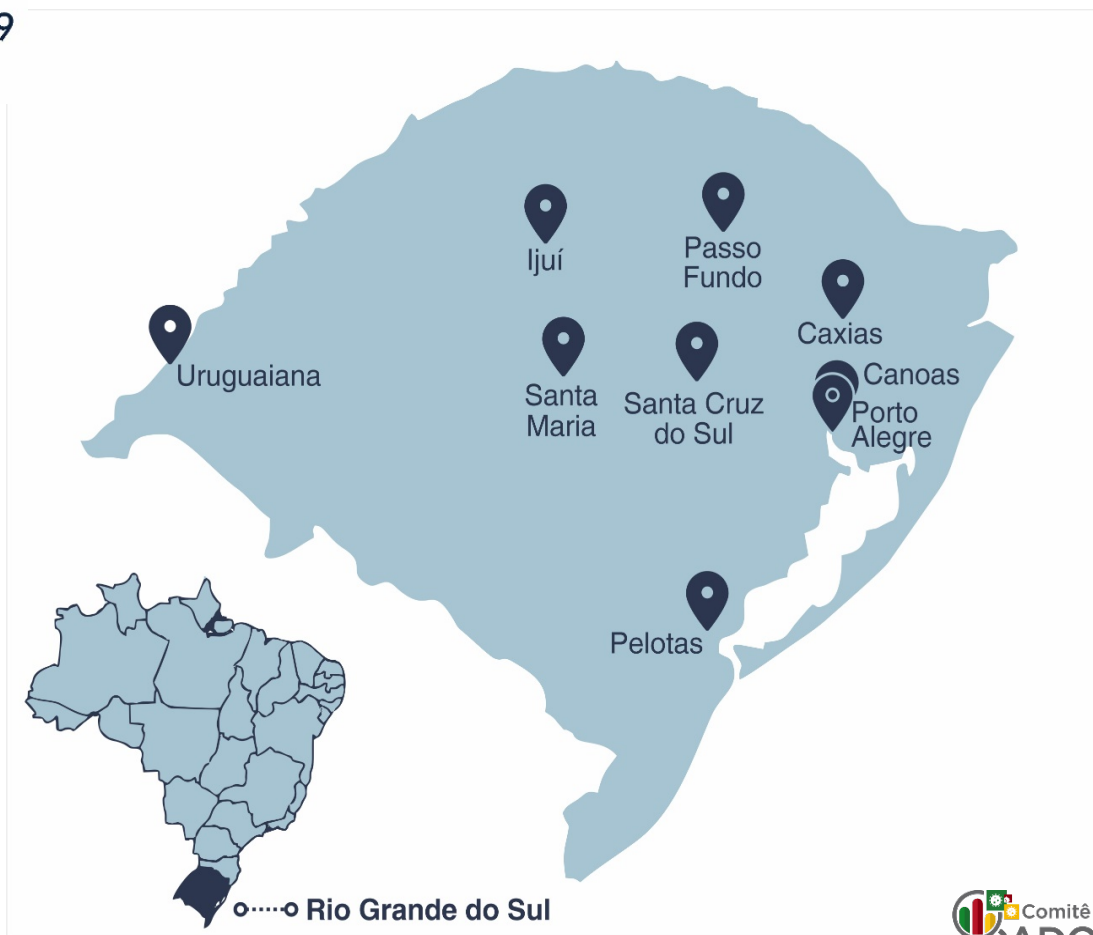 9
Ijuí
Passo
Fundo
Caxias
Uruguaiana
Canoas
Santa
Maria
Santa Cruz
do Sul
Porto
Alegre
Pelotas
Rio Grande do Sul
Comitê